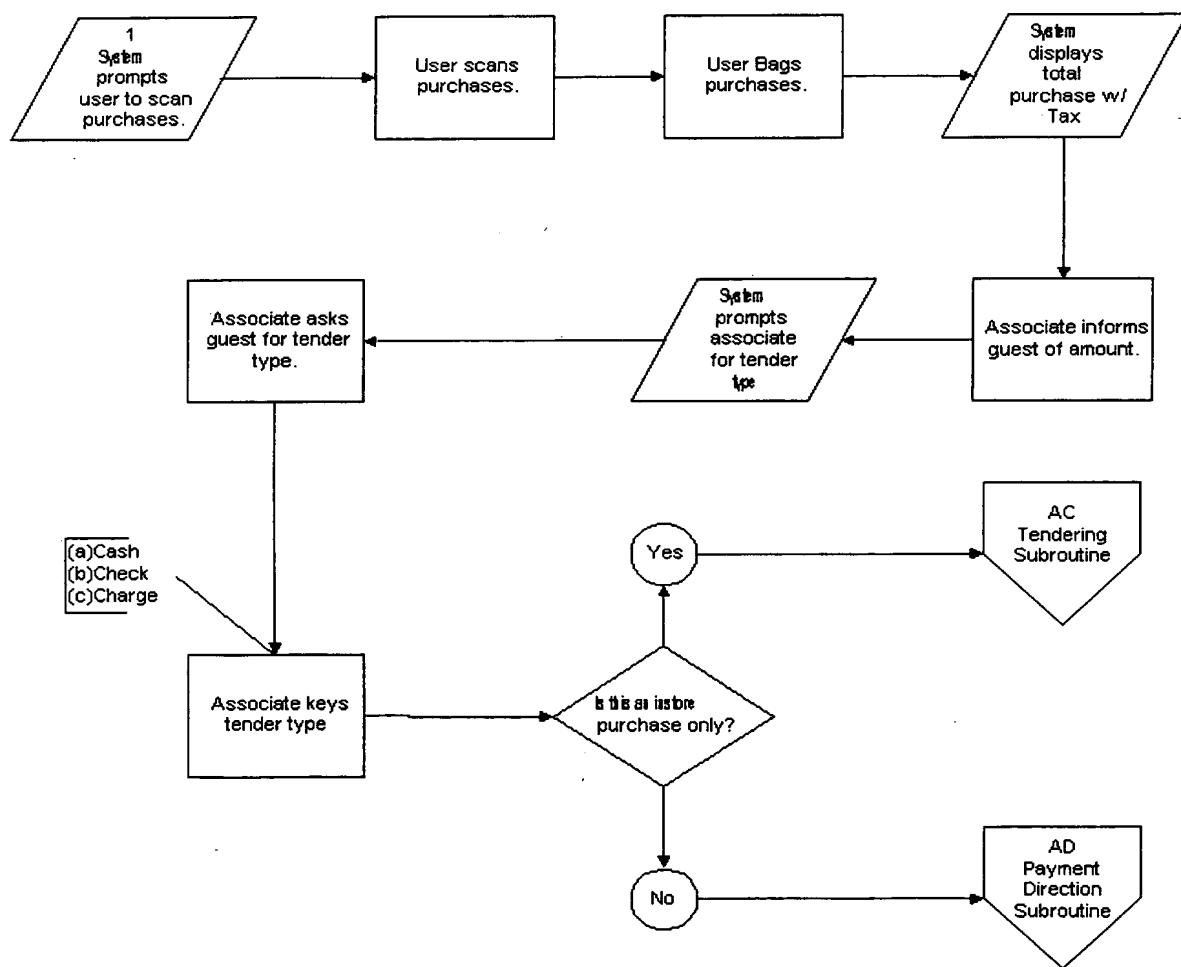 1
System
prompts
user to scan
purchases.
User scans
purchases.
User Bags
purchases.
System
displays
total
purchase w/
Tax
Associate informs
guest of amount.
System
prompts
associate
for tender
type
Associate asks
guest for tender
type.
(a)Cash
(b)Check
(c)Charge
Associate keys
tender type
Is this an instore
purchase only?
Yes
AC
Tendering
Subroutine
No
AD
Payment
Direction
Subroutine